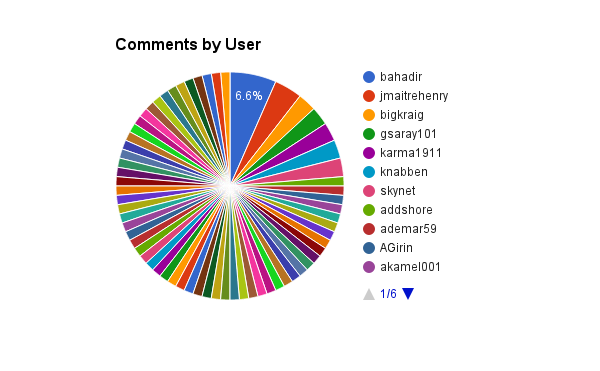 Comments by User
6.6%
bahadir
jmaitrehenry
bigkraig
gsaray101
karma1911
knabben
skynet
addshore
ademar59
AGirin
akamel001
1/6